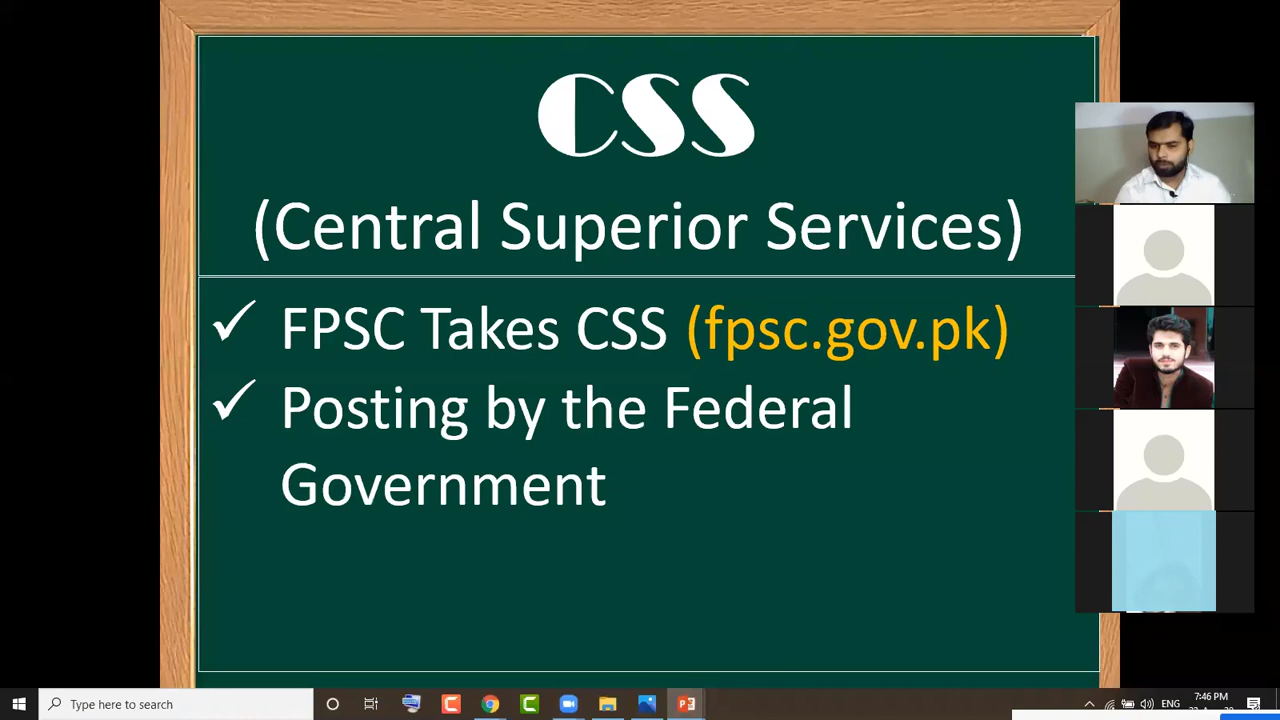 CSS
(Central Superior Services)
✓ FPSC Takes CSS (fpsc.gov.pk)
✓ Posting by the Federal
Government
Type here to search
ENG
7:46 PM